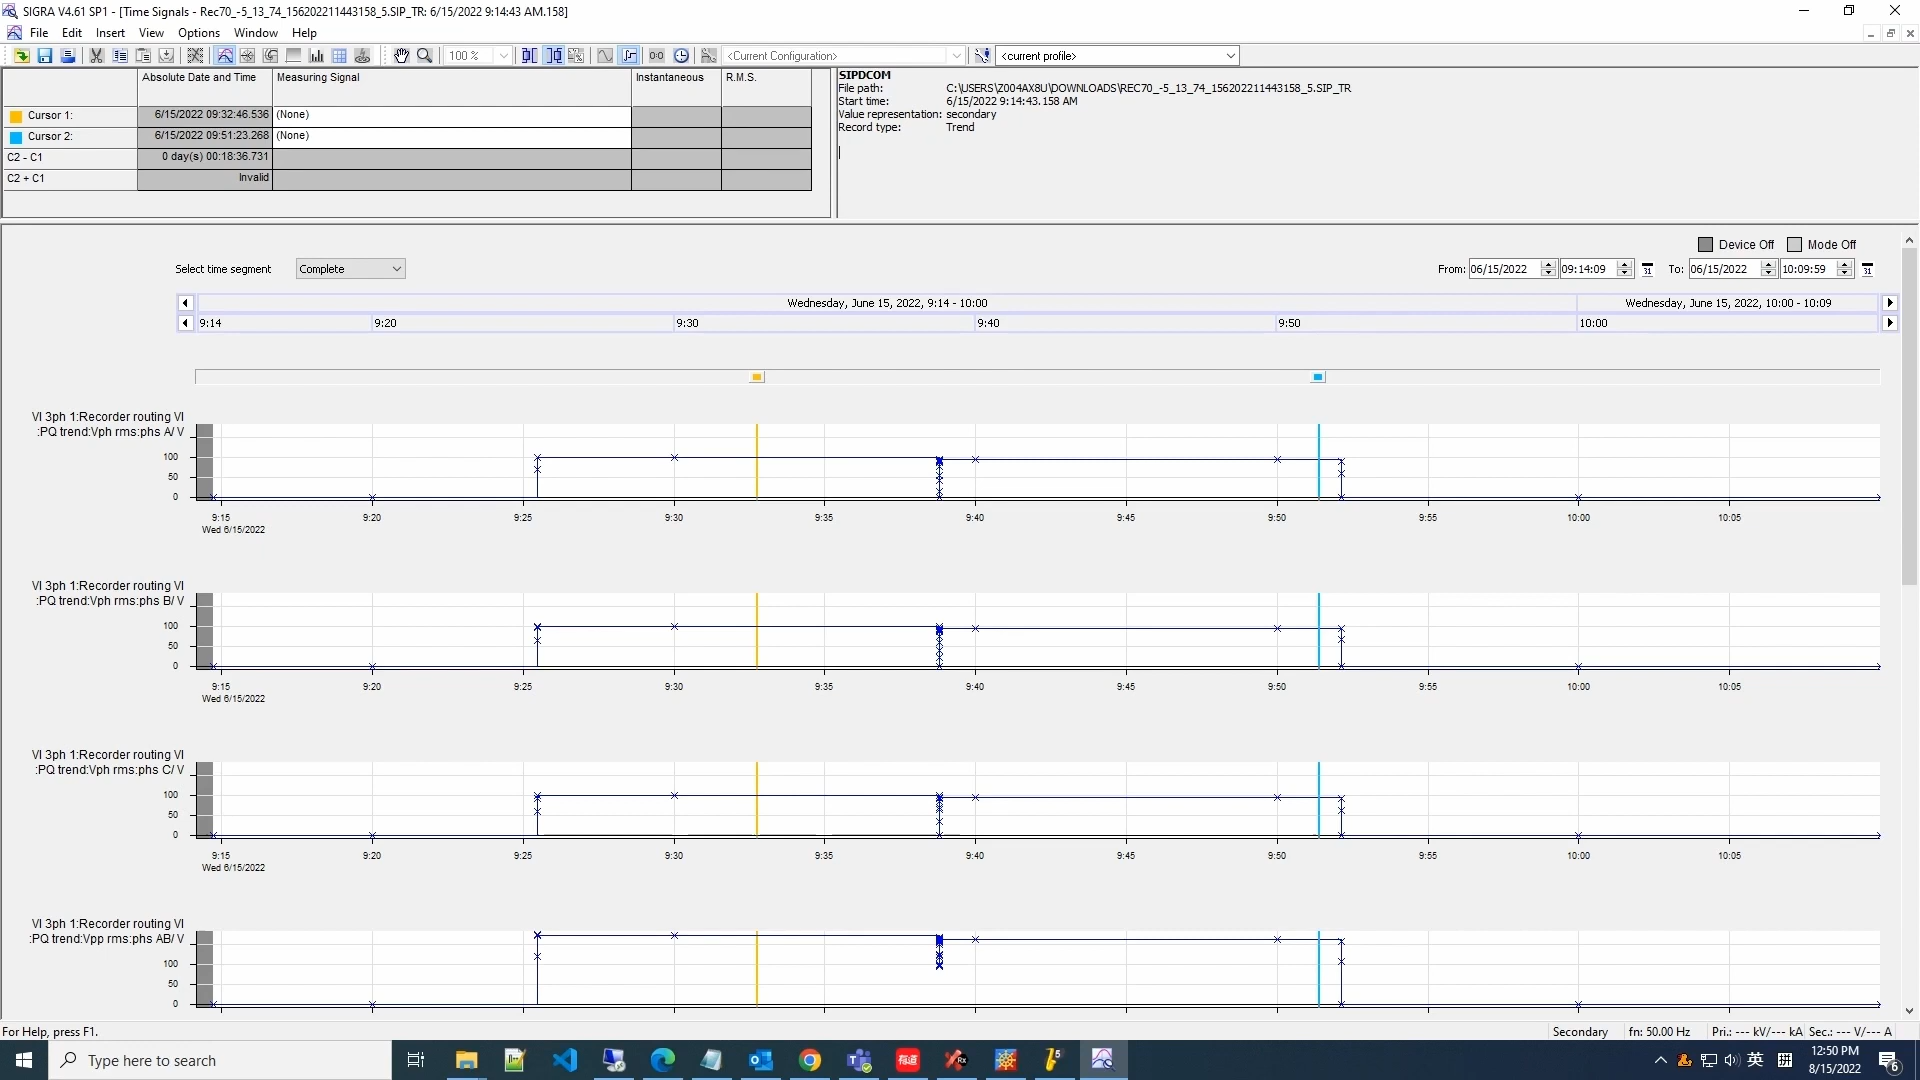 SIGRA V4.61 SP1 - [Time Signals - Rec70_-5_13_74_156202211443158_5.SIP_TR: 6/15/2022 9:14:43 AM.158]
File Edit Insert View Options Window Help
100 % <Current Configuration> <current profile>
Absolute Date and Time Measuring Signal Instantaneous R.M.S.
Cursor 1: 6/15/2022 09:32:46.536 (None)
Cursor 2: 6/15/2022 09:51:23.268 (None)
C2 - C1 0 day(s) 00:18:36.731
C2 + C1 Invalid
SIPDCOM
File path: C:\USERS\Z004AX8U\DOWNLOADS\REC70_-5_13_74_156202211443158_5.SIP_TR
Start time: 6/15/2022 9:14:43.158 AM
Value representation: secondary
Record type: Trend
Device Off Mode Off
Select time segment Complete From: 06/15/2022 09:14:09 31 To: 06/15/2022 10:09:59 31
Wednesday, June 15, 2022, 9:14 - 10:00 Wednesday, June 15, 2022, 10:00 - 10:09
9:14 9:20 9:30 9:40 9:50 10:00
VI 3ph 1:Recorder routing VI
:PQ trend:Vph rms:phs A/ V
100
50
0
9:15 9:20 9:25 9:30 9:35 9:40 9:45 9:50 9:55 10:00 10:05
Wed 6/15/2022
VI 3ph 1:Recorder routing VI
:PQ trend:Vph rms:phs B/ V
100
50
0
9:15 9:20 9:25 9:30 9:35 9:40 9:45 9:50 9:55 10:00 10:05
Wed 6/15/2022
VI 3ph 1:Recorder routing VI
:PQ trend:Vph rms:phs C/ V
100
50
0
9:15 9:20 9:25 9:30 9:35 9:40 9:45 9:50 9:55 10:00 10:05
Wed 6/15/2022
VI 3ph 1:Recorder routing VI
:PQ trend:Vpp rms:phs AB/ V
100
50
0
For Help, press F1. Secondary fn: 50.00 Hz Pri.: --- kV/--- kA Sec.: --- V/--- A
Type here to search 英 拼 12:50 PM
8/15/2022 6